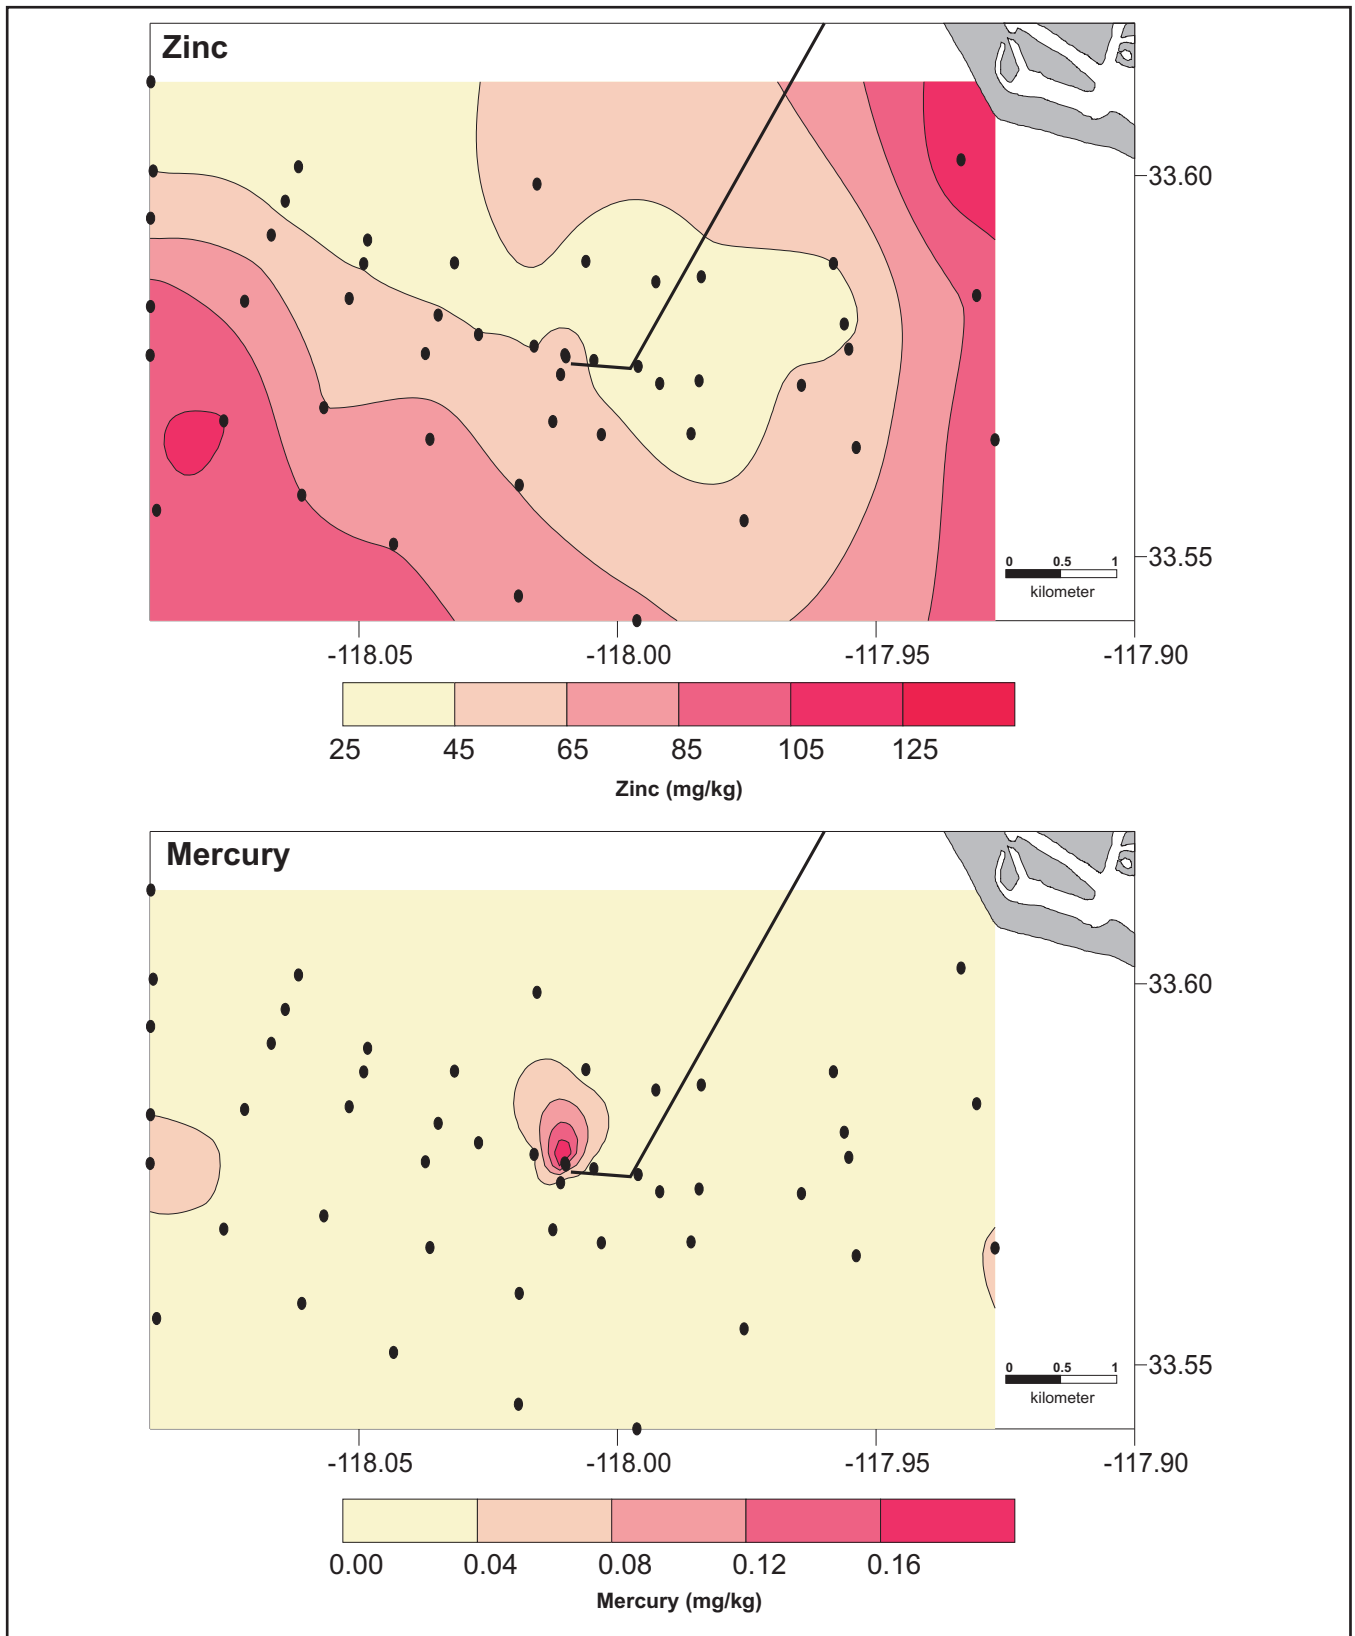 Zinc
33.60
33.55
0 0.5 1
kilometer
-118.05 -118.00 -117.95 -117.90
25 45 65 85 105 125
Zinc (mg/kg)
Mercury
33.60
33.55
0 0.5 1
kilometer
-118.05 -118.00 -117.95 -117.90
0.00 0.04 0.08 0.12 0.16
Mercury (mg/kg)